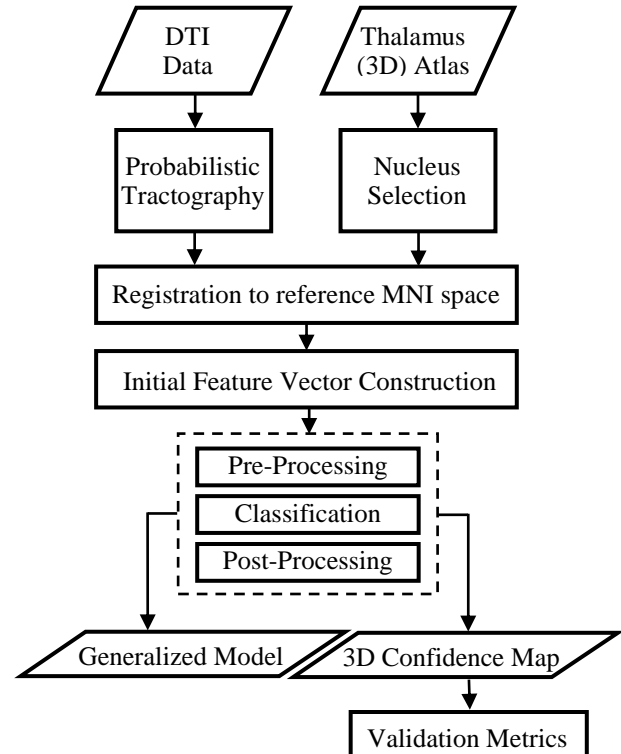 DTI
Data
Thalamus
(3D) Atlas
Probabilistic
Tractography
Nucleus
Selection
Registration to reference MNI space
Initial Feature Vector Construction
Pre-Processing
Classification
Post-Processing
Generalized Model
3D Confidence Map
Validation Metrics